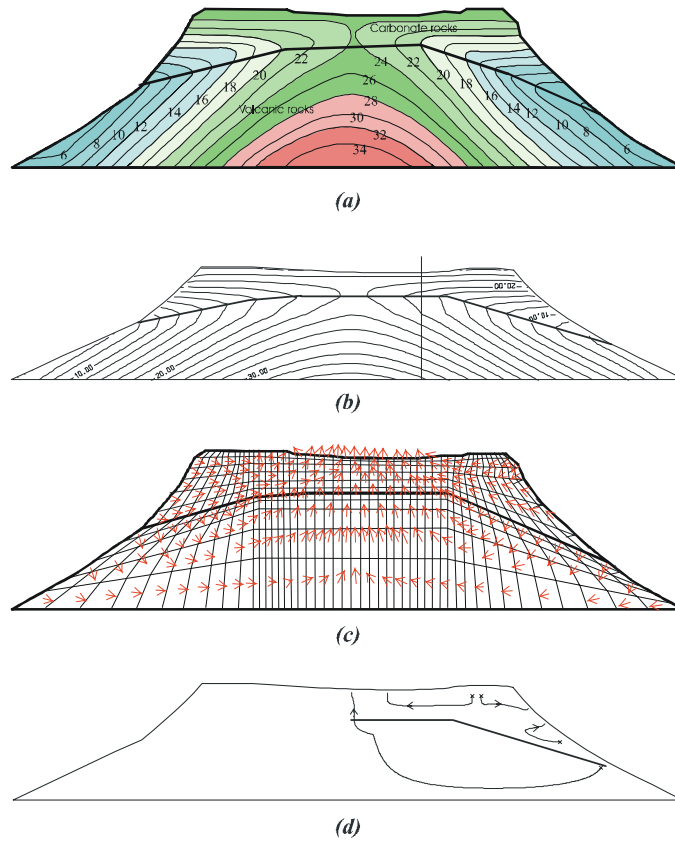 Carbonate rocks
22 24 22
20 26 20
18 28 18
16 Volcanic rocks 30 16
14 32 14
12 34 12
10 10
8 8
6 6
(a)
-20.00
-10.00
-10.00 -20.00 -30.00
(b)
(c)
(d)